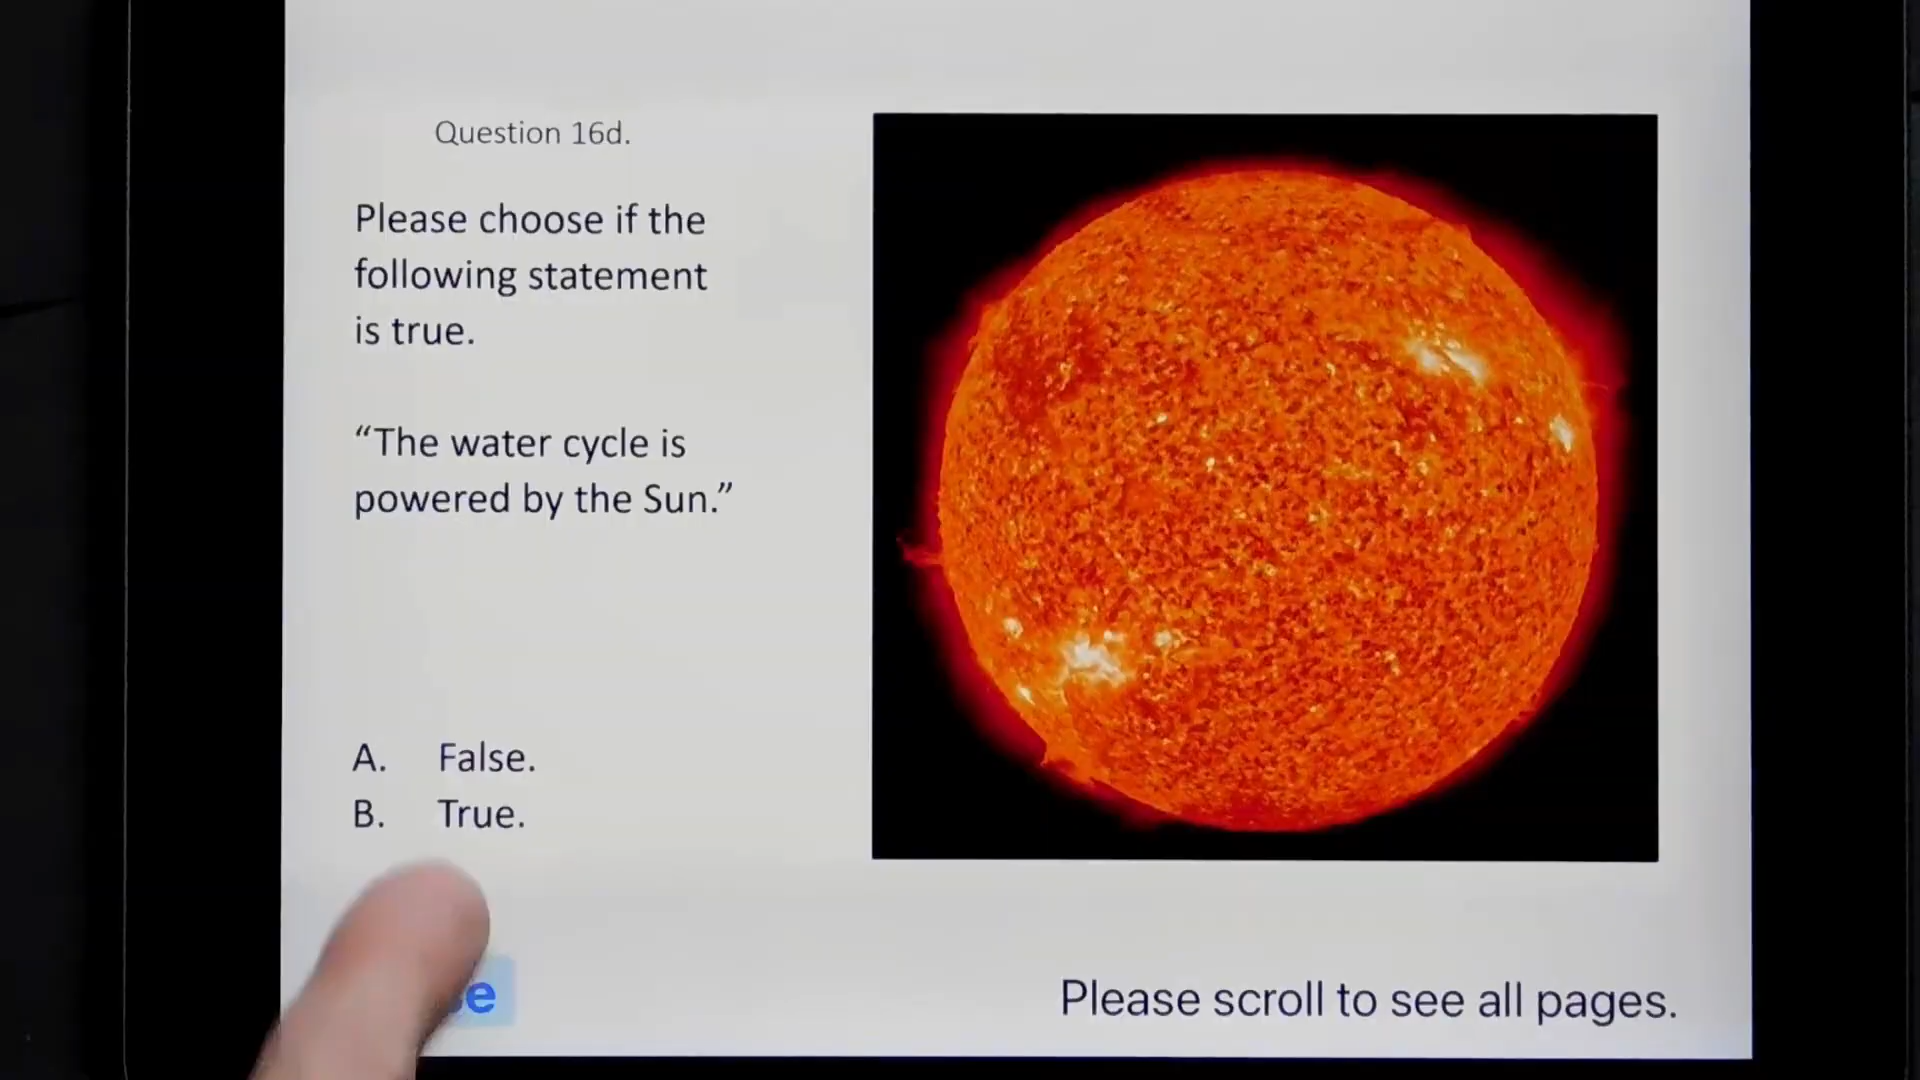 Question 16d.
Please choose if the
following statement
is true.
“The water cycle is
powered by the Sun.”
A. False.
B. True.
Please scroll to see all pages.